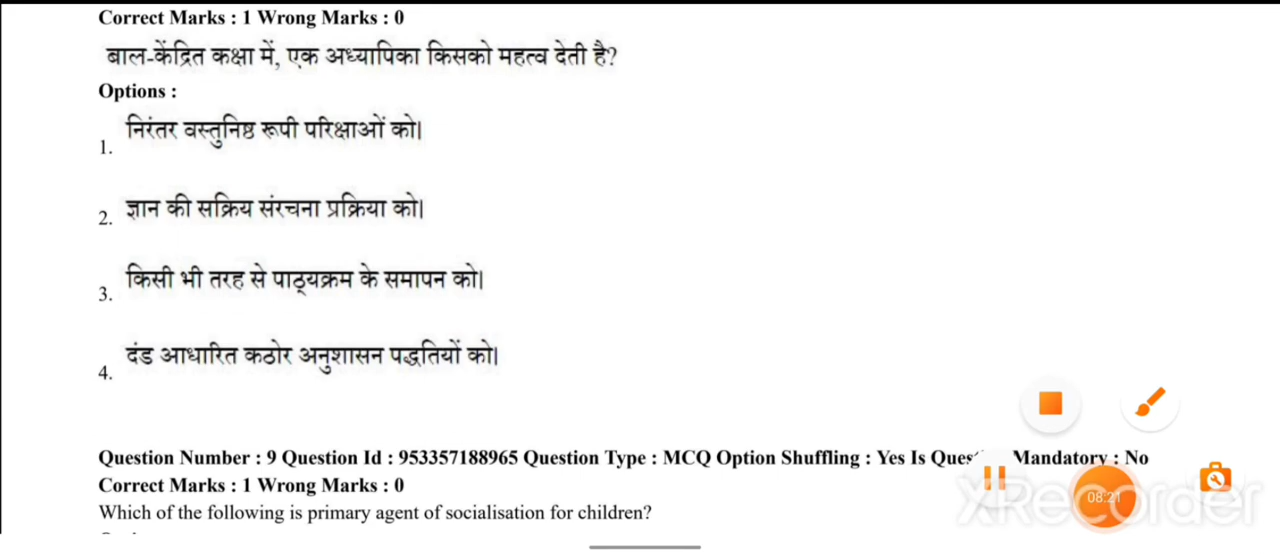 Correct Marks : 1 Wrong Marks : 0
बाल-केंद्रित कक्षा में, एक अध्यापिका किसको महत्व देती है?
Options :
1. निरंतर वस्तुनिष्ठ रूपी परिक्षाओं को।
2. ज्ञान की सक्रिय संरचना प्रक्रिया को।
3. किसी भी तरह से पाठ्यक्रम के समापन को।
4. दंड आधारित कठोर अनुशासन पद्धतियों को।
Question Number : 9 Question Id : 953357188965 Question Type : MCQ Option Shuffling : Yes Is Mandatory : No
Correct Marks : 1 Wrong Marks : 0
XRecorder
08:21
Which of the following is primary agent of socialisation for children?